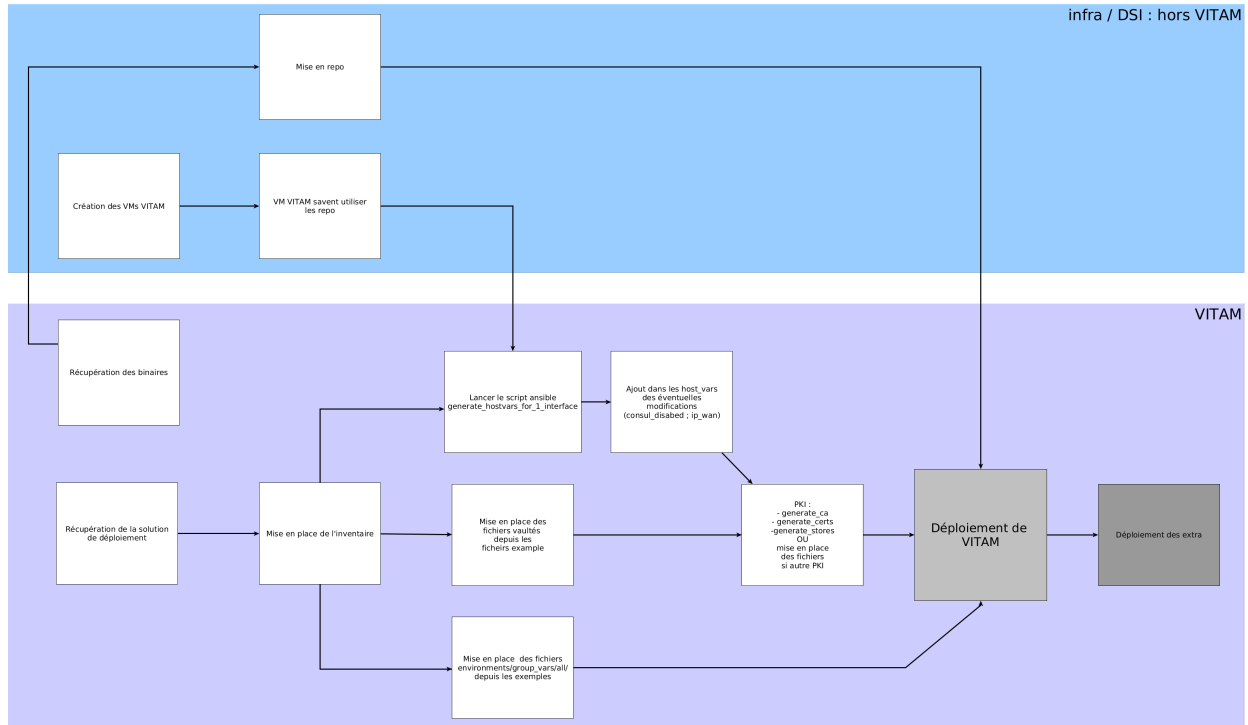 infra / DSI : hors VITAM
Mise en repo
Création des VMs VITAM
VM VITAM savent utiliser
les repo
VITAM
Récupération des binaires
Lancer le script ansible
generate_hostvars_for_1_interface
Ajout dans les host_vars
des éventuelles
modifications
(consul_disabed ; ip_wan)
Récupération de la solution
de déploiement
Mise en place de l'inventaire
Mise en place des
fichiers vaultés
depuis les
ficheirs example
PKI :
- generate_ca
- generate_certs
-generate_stores
OU
mise en place
des fichiers
si autre PKI
Déploiement de
VITAM
Déploiement des extra
Mise en place  des fichiers
environments/group_vars/all/
depuis les exemples